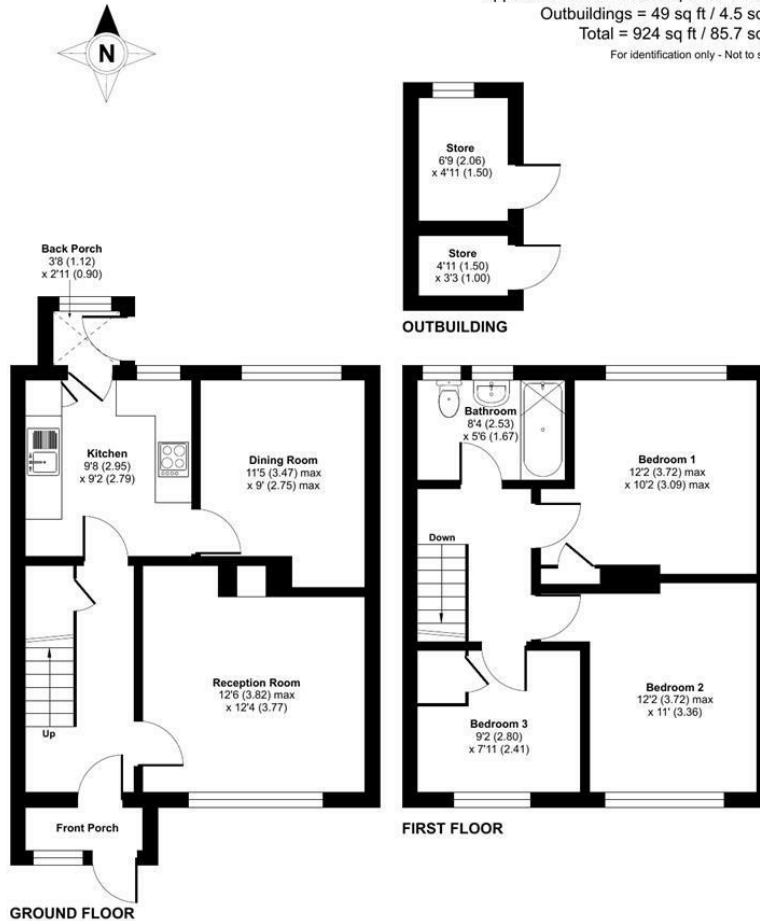 Outbuildings = 49 sq ft / 4.5 sq
Total = 924 sq ft / 85.7 sq
For identification only - Not to s
N
Store
6'9 (2.06)
x 4'11 (1.50)
Store
4'11 (1.50)
x 3'3 (1.00)
OUTBUILDING
Back Porch
3'8 (1.12)
x 2'11 (0.90)
Kitchen
9'8 (2.95)
x 9'2 (2.79)
Dining Room
11'5 (3.47) max
x 9' (2.75) max
Reception Room
12'6 (3.82) max
x 12'4 (3.77)
Up
Front Porch
GROUND FLOOR
Bathroom
8'4 (2.53)
x 5'6 (1.67)
Bedroom 1
12'2 (3.72) max
x 10'2 (3.09) max
Down
Bedroom 2
12'2 (3.72) max
x 11' (3.36)
Bedroom 3
9'2 (2.80)
x 7'11 (2.41)
FIRST FLOOR